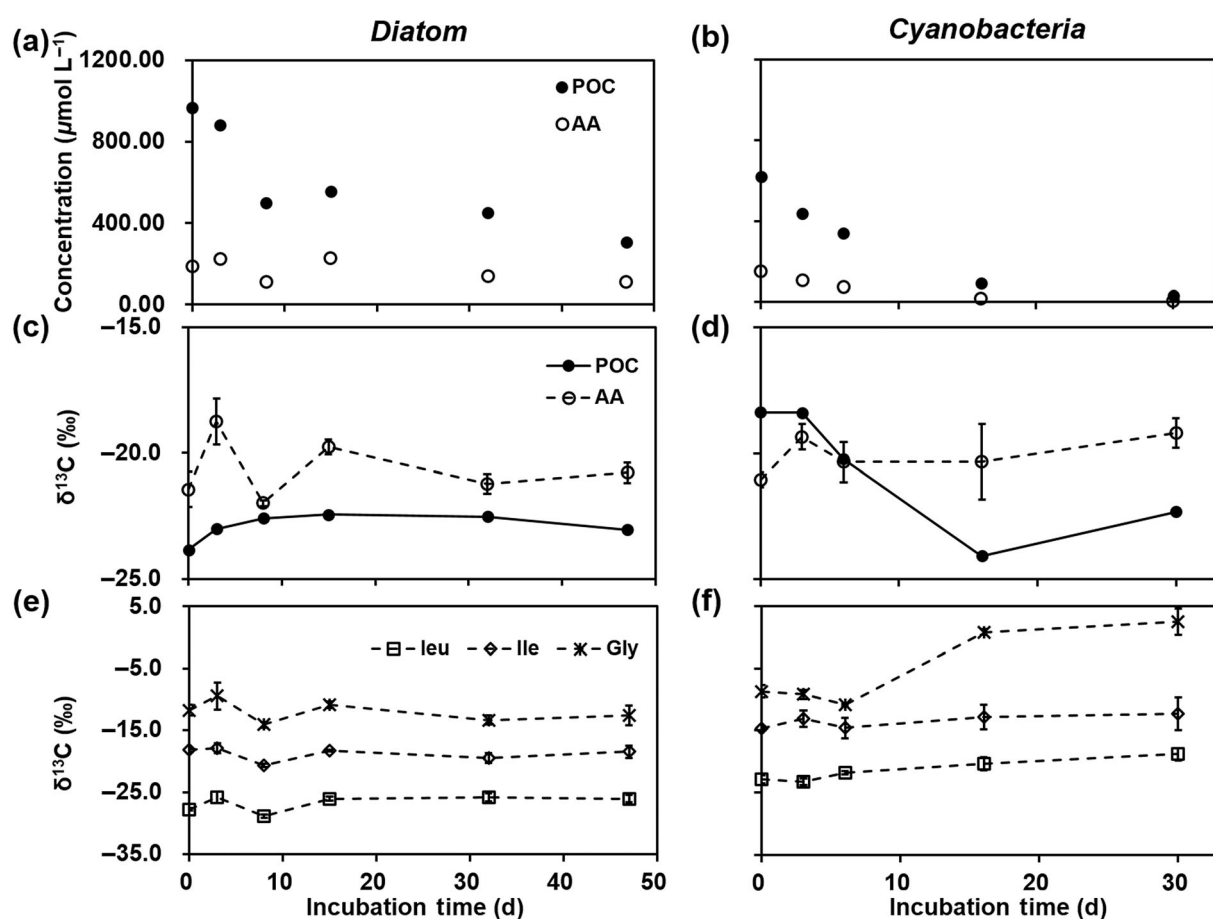 Diatom
Cyanobacteria
(a)
(b)
1200.00
800.00
400.00
0.00
Concentration (µmol L⁻¹)
POC
AA
(c)
(d)
–15.0
–20.0
–25.0
δ¹³C (‰)
POC
AA
(e)
(f)
5.0
–5.0
–15.0
–25.0
–35.0
δ¹³C (‰)
leu
Ile
Gly
0 10 20 30 40 50
0 10 20 30
Incubation time (d)
Incubation time (d)